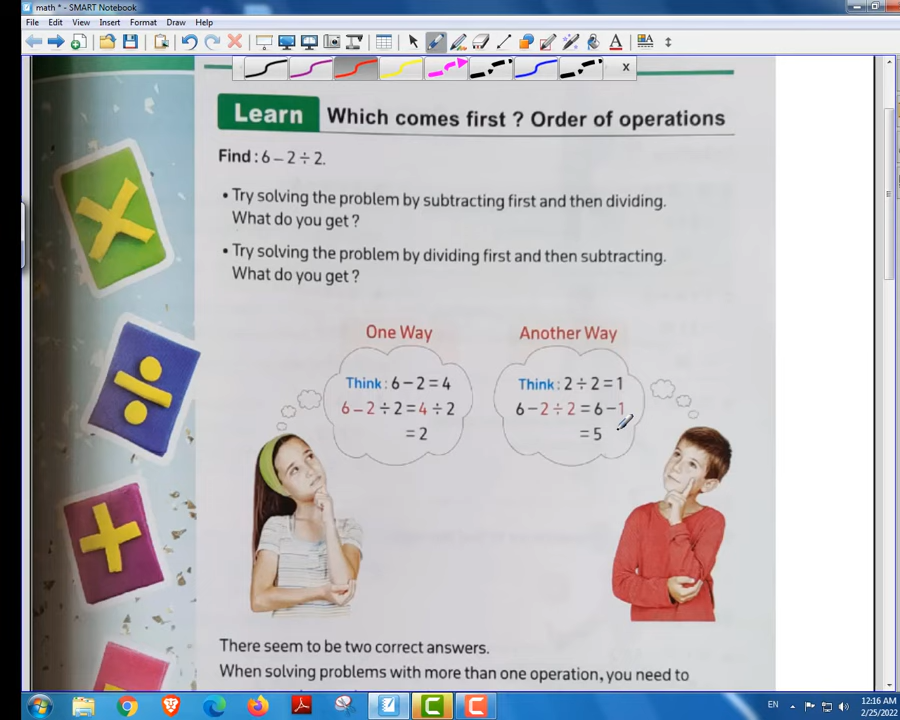 math * - SMART Notebook
File Edit View Insert Format Draw Help
x
Learn Which comes first ? Order of operations
Find : 6 – 2 ÷ 2.
• Try solving the problem by subtracting first and then dividing.
What do you get ?
• Try solving the problem by dividing first and then subtracting.
What do you get ?
One Way
Think : 6 – 2 = 4
6 – 2 ÷ 2 = 4 ÷ 2
= 2
Another Way
Think : 2 ÷ 2 = 1
6 – 2 ÷ 2 = 6 – 1
= 5
There seem to be two correct answers.
When solving problems with more than one operation, you need to
EN 12:16 AM
2/25/2022